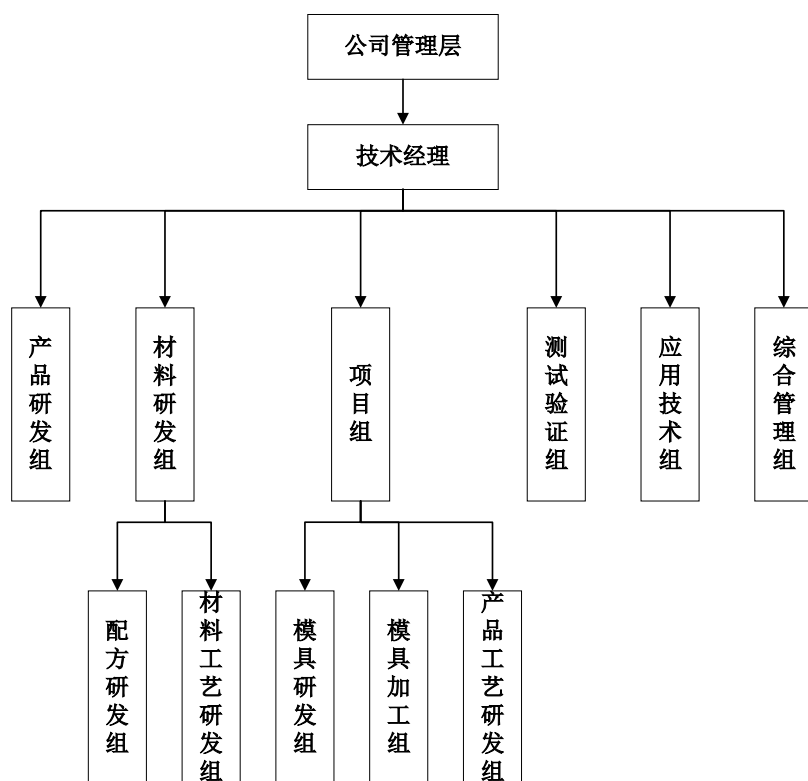 公司管理层
技术经理
产品研发组
材料研发组
项目组
测试验证组
应用技术组
综合管理组
配方研发组
材料工艺研发组
模具研发组
模具加工组
产品工艺研发组